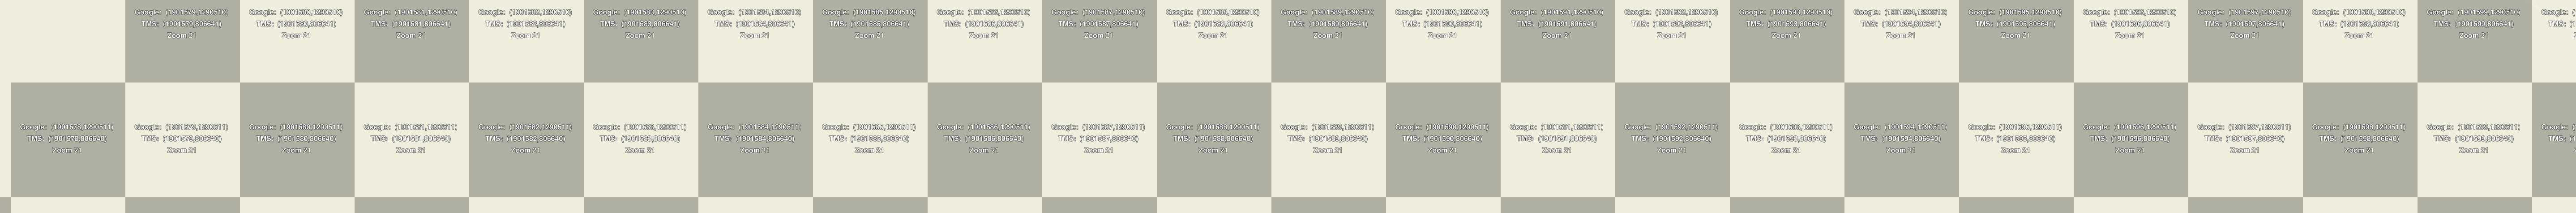 Google: (1901579,1290510)
TMS: (1901579,806641)
Zoom 21
Google: (1901580,1290510)
TMS: (1901580,806641)
Zoom 21
Google: (1901581,1290510)
TMS: (1901581,806641)
Zoom 21
Google: (1901582,1290510)
TMS: (1901582,806641)
Zoom 21
Google: (1901583,1290510)
TMS: (1901583,806641)
Zoom 21
Google: (1901584,1290510)
TMS: (1901584,806641)
Zoom 21
Google: (1901585,1290510)
TMS: (1901585,806641)
Zoom 21
Google: (1901586,1290510)
TMS: (1901586,806641)
Zoom 21
Google: (1901587,1290510)
TMS: (1901587,806641)
Zoom 21
Google: (1901588,1290510)
TMS: (1901588,806641)
Zoom 21
Google: (1901589,1290510)
TMS: (1901589,806641)
Zoom 21
Google: (1901590,1290510)
TMS: (1901590,806641)
Zoom 21
Google: (1901591,1290510)
TMS: (1901591,806641)
Zoom 21
Google: (1901592,1290510)
TMS: (1901592,806641)
Zoom 21
Google: (1901593,1290510)
TMS: (1901593,806641)
Zoom 21
Google: (1901594,1290510)
TMS: (1901594,806641)
Zoom 21
Google: (1901595,1290510)
TMS: (1901595,806641)
Zoom 21
Google: (1901596,1290510)
TMS: (1901596,806641)
Zoom 21
Google: (1901597,1290510)
TMS: (1901597,806641)
Zoom 21
Google: (1901598,1290510)
TMS: (1901598,806641)
Zoom 21
Google: (1901599,1290510)
TMS: (1901599,806641)
Zoom 21
Google: (1901578,1290511)
TMS: (1901578,806640)
Zoom 21
Google: (1901579,1290511)
TMS: (1901579,806640)
Zoom 21
Google: (1901580,1290511)
TMS: (1901580,806640)
Zoom 21
Google: (1901581,1290511)
TMS: (1901581,806640)
Zoom 21
Google: (1901582,1290511)
TMS: (1901582,806640)
Zoom 21
Google: (1901583,1290511)
TMS: (1901583,806640)
Zoom 21
Google: (1901584,1290511)
TMS: (1901584,806640)
Zoom 21
Google: (1901585,1290511)
TMS: (1901585,806640)
Zoom 21
Google: (1901586,1290511)
TMS: (1901586,806640)
Zoom 21
Google: (1901587,1290511)
TMS: (1901587,806640)
Zoom 21
Google: (1901588,1290511)
TMS: (1901588,806640)
Zoom 21
Google: (1901589,1290511)
TMS: (1901589,806640)
Zoom 21
Google: (1901590,1290511)
TMS: (1901590,806640)
Zoom 21
Google: (1901591,1290511)
TMS: (1901591,806640)
Zoom 21
Google: (1901592,1290511)
TMS: (1901592,806640)
Zoom 21
Google: (1901593,1290511)
TMS: (1901593,806640)
Zoom 21
Google: (1901594,1290511)
TMS: (1901594,806640)
Zoom 21
Google: (1901595,1290511)
TMS: (1901595,806640)
Zoom 21
Google: (1901596,1290511)
TMS: (1901596,806640)
Zoom 21
Google: (1901597,1290511)
TMS: (1901597,806640)
Zoom 21
Google: (1901598,1290511)
TMS: (1901598,806640)
Zoom 21
Google: (1901599,1290511)
TMS: (1901599,806640)
Zoom 21